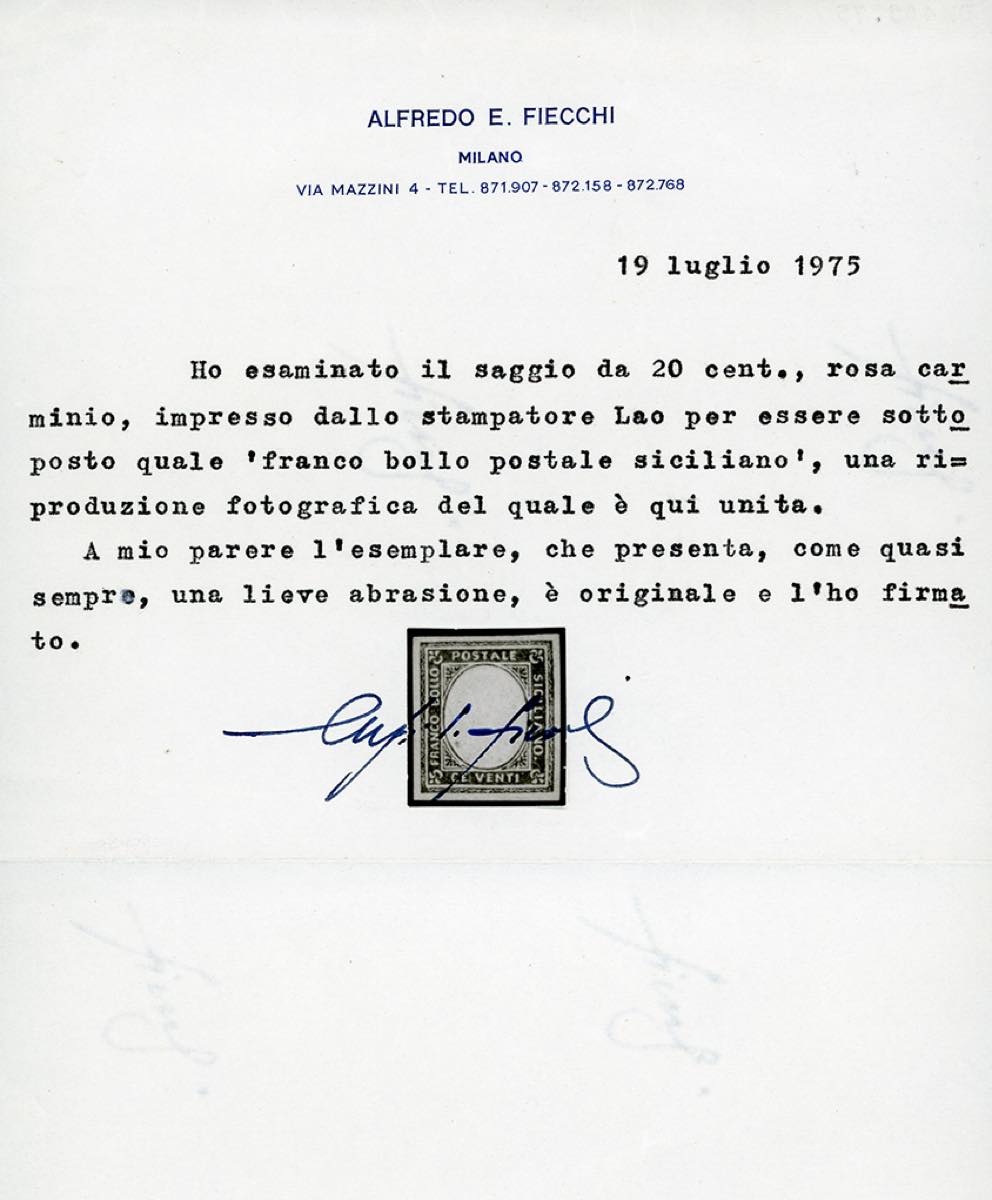 ALFREDO E. FIECCHI
MILANO
VIA MAZZINI 4 - TEL. 871.907 - 872.158 - 872.768
19 luglio 1975
Ho esaminato il saggio da 20 cent., rosa car
minio, impresso dallo stampatore Lao per essere sotto
posto quale 'franco bollo postale siciliano', una ri=
produzione fotografica del quale è qui unita.
A mio parere l'esemplare, che presenta, come quasi
sempre, una lieve abrasione, è originale e l'ho firma
to.
POSTALE
FRANCO BOLLO
SICILIANO
CE VENTI